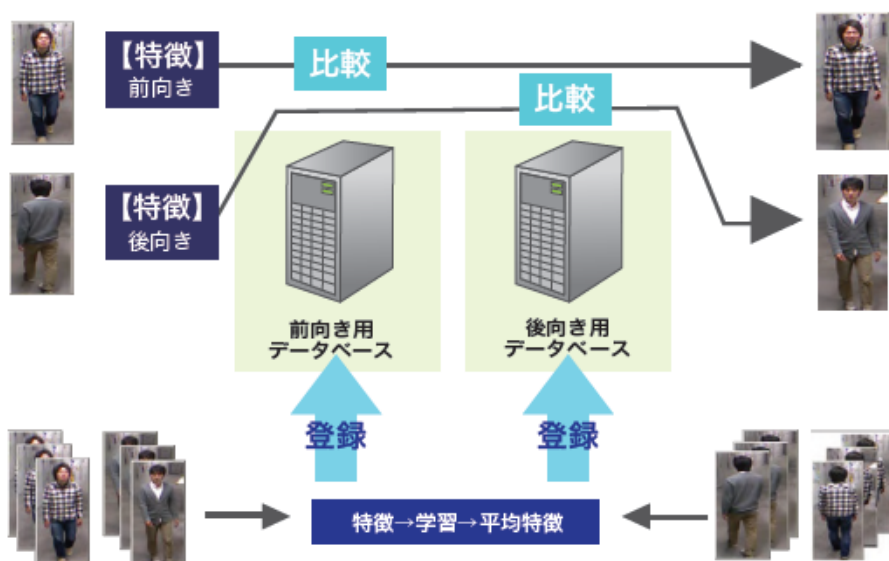 【特徴】
前向き
比較
比較
【特徴】
後向き
前向き用
データベース
後向き用
データベース
登録
登録
特徴→学習→平均特徴